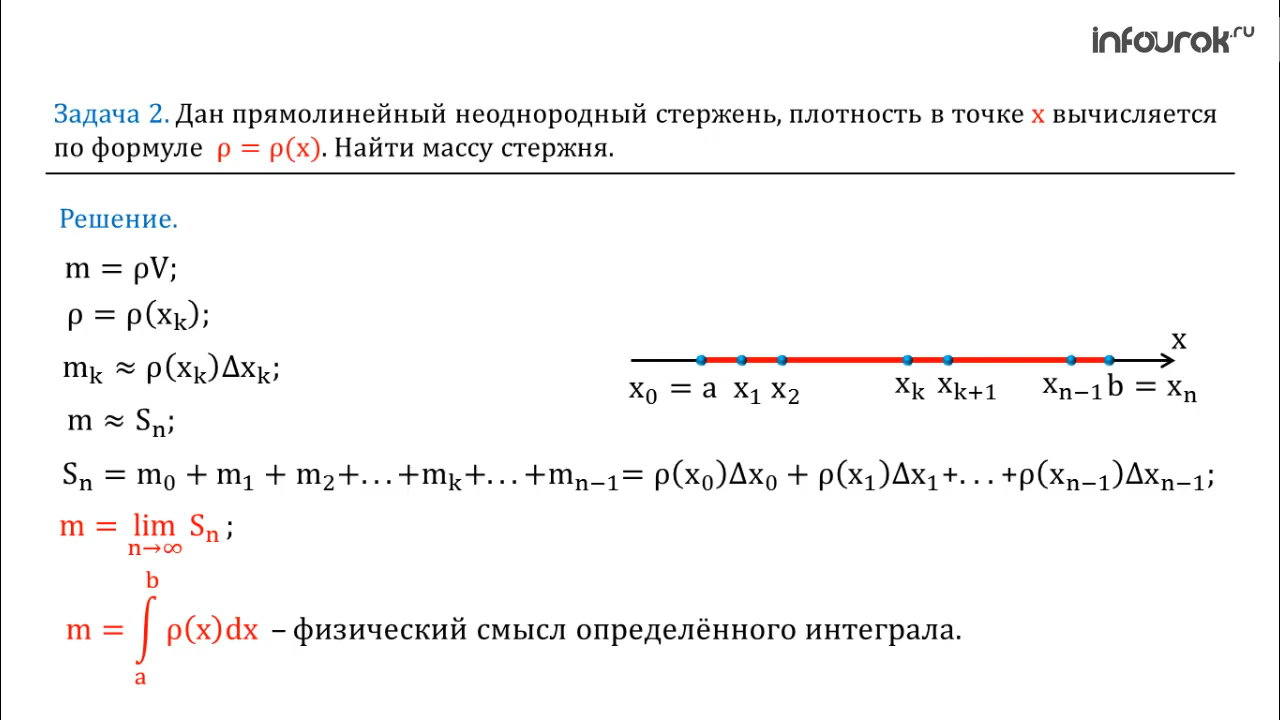 infourok.ru
Задача 2. Дан прямолинейный неоднородный стержень, плотность в точке x вычисляется
по формуле ρ = ρ(x). Найти массу стержня.
Решение.
m = ρV;
ρ = ρ(xₖ);
mₖ ≈ ρ(xₖ)Δxₖ;
m ≈ Sₙ;
x
x₀ = a x₁ x₂ xₖ xₖ₊₁ xₙ₋₁ b = xₙ
Sₙ = m₀ + m₁ + m₂+...+mₖ+...+mₙ₋₁= ρ(x₀)Δx₀ + ρ(x₁)Δx₁+...+ρ(xₙ₋₁)Δxₙ₋₁;
m = lim Sₙ ;
n→∞
b
m = ∫ ρ(x)dx – физический смысл определённого интеграла.
a